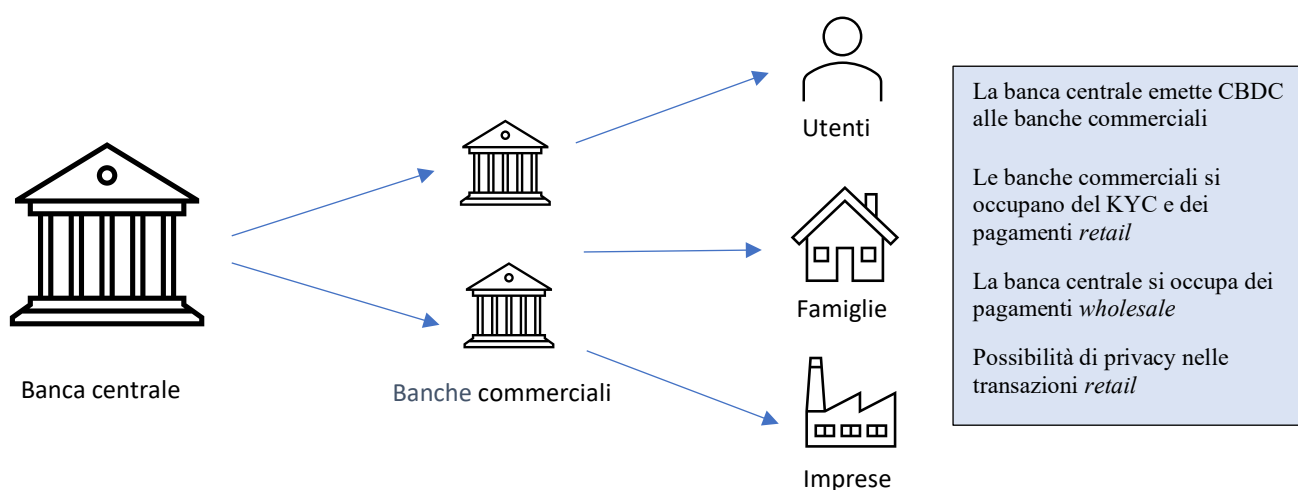 Banca centrale
Banche commerciali
Utenti
Famiglie
Imprese
La banca centrale emette CBDC
alle banche commerciali
Le banche commerciali si
occupano del KYC e dei
pagamenti retail
La banca centrale si occupa dei
pagamenti wholesale
Possibilità di privacy nelle
transazioni retail